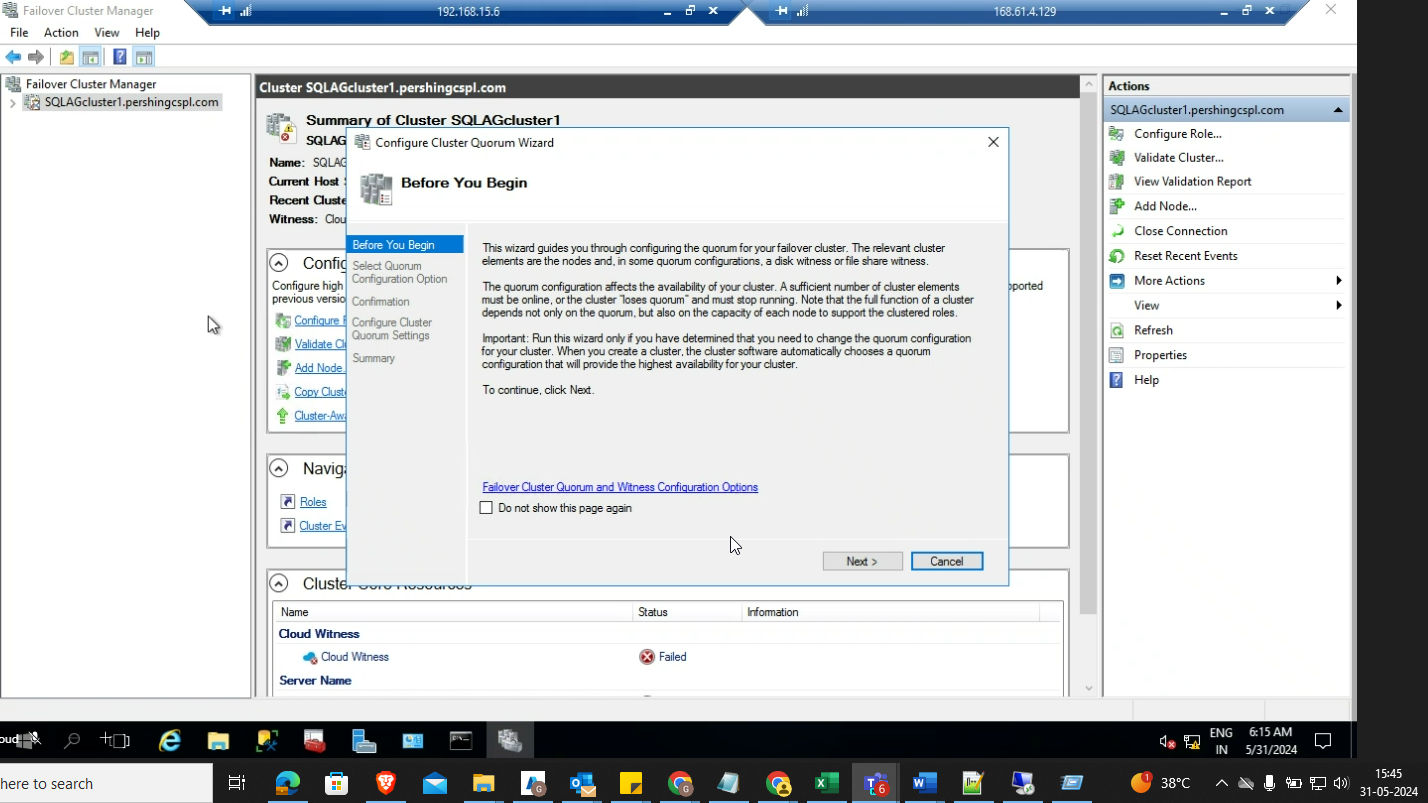 Failover Cluster Manager
192.168.15.6
168.61.4.129
File Action View Help
Failover Cluster Manager
SQLAGcluster1.pershingcspl.com
Cluster SQLAGcluster1.pershingcspl.com
Summary of Cluster SQLAGcluster1
SQLAG
Name: SQLAG
Current Host
Recent Cluste
Witness: Clou
Config
Configure high
previous versio
ported
Configure R
Validate Clu
Add Node.
Copy Cluste
Cluster-Awa
Naviga
Roles
Cluster Ev
Cluster Core Resources
Name Status Information
Cloud Witness
Cloud Witness Failed
Server Name
Configure Cluster Quorum Wizard
Before You Begin
Before You Begin
Select Quorum
Configuration Option
Confirmation
Configure Cluster
Quorum Settings
Summary
This wizard guides you through configuring the quorum for your failover cluster. The relevant cluster
elements are the nodes and, in some quorum configurations, a disk witness or file share witness.
The quorum configuration affects the availability of your cluster. A sufficient number of cluster elements
must be online, or the cluster "loses quorum" and must stop running. Note that the full function of a cluster
depends not only on the quorum, but also on the capacity of each node to support the clustered roles.
Important: Run this wizard only if you have determined that you need to change the quorum configuration
for your cluster. When you create a cluster, the cluster software automatically chooses a quorum
configuration that will provide the highest availability for your cluster.
To continue, click Next.
Failover Cluster Quorum and Witness Configuration Options
Do not show this page again
Next > Cancel
Actions
SQLAGcluster1.pershingcspl.com
Configure Role...
Validate Cluster...
View Validation Report
Add Node...
Close Connection
Reset Recent Events
More Actions
View
Refresh
Properties
Help
oud
ENG
IN
6:15 AM
5/31/2024
here to search
6
1
38°C
15:45
31-05-2024